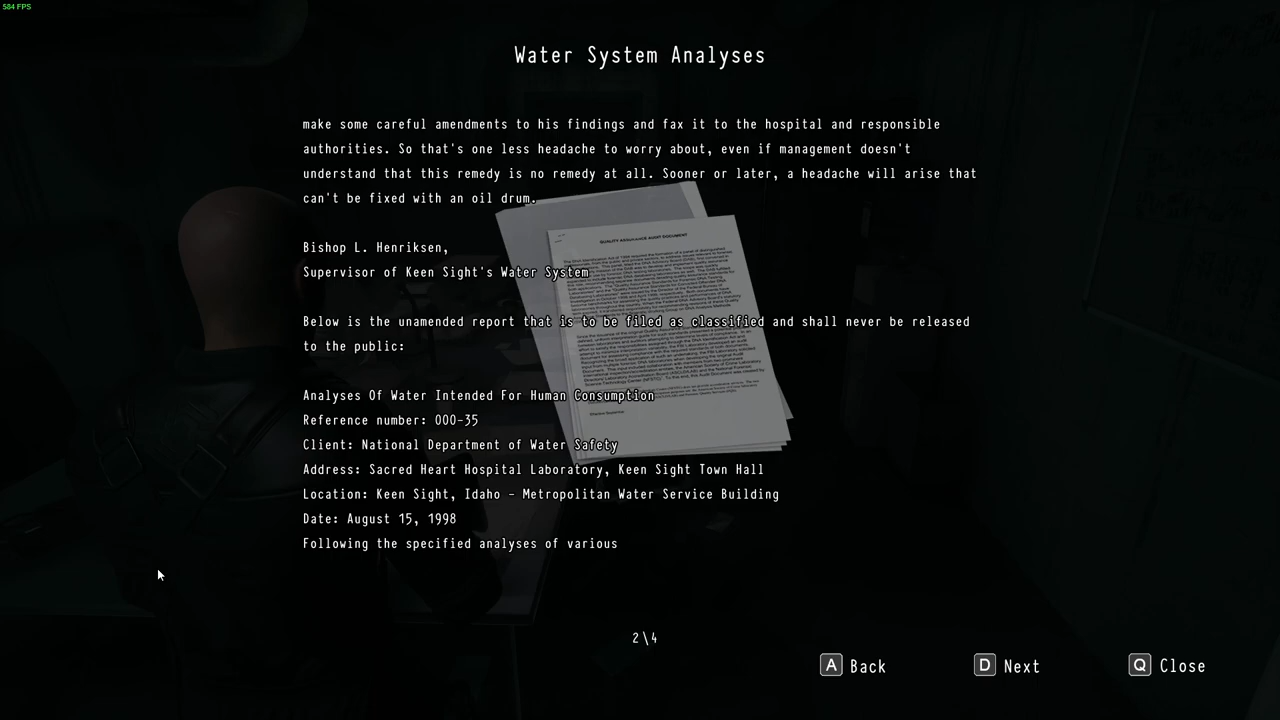 584 FPS
Water System Analyses
make some careful amendments to his findings and fax it to the hospital and responsible
authorities. So that's one less headache to worry about, even if management doesn't
understand that this remedy is no remedy at all. Sooner or later, a headache will arise that
can't be fixed with an oil drum.
Bishop L. Henriksen,
Supervisor of Keen Sight's Water System
Below is the unamended report that is to be filed as classified and shall never be released
to the public:
Analyses Of Water Intended For Human Consumption
Reference number: 000-35
Client: National Department of Water Safety
Address: Sacred Heart Hospital Laboratory, Keen Sight Town Hall
Location: Keen Sight, Idaho - Metropolitan Water Service Building
Date: August 15, 1998
Following the specified analyses of various
QUALITY ASSURANCE AUDIT DOCUMENT
2\4
A Back
D Next
Q Close